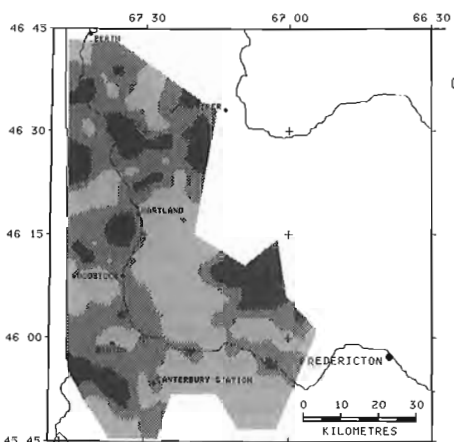 67 30 67 00 66 30
46 45
PERTH
46 30
HARTLAND
46 15
WOODSTOCK
46 00
FREDERICTON
CANTERBURY STATION
0 10 20 30
KILOMETRES
45 45